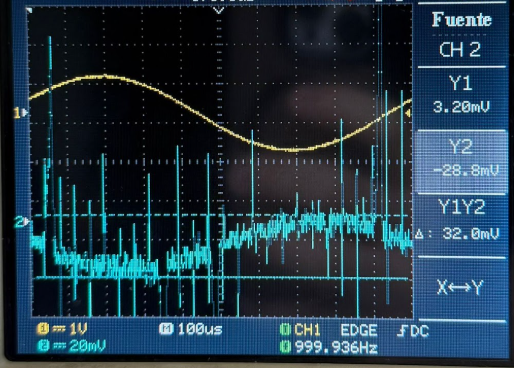 Fuente
CH 2
Y1
3.20mV
Y2
-28.8mV
Y1Y2
Δ: 32.0mV
X↔Y
1
2
1 ⎓ 1V
M 100us
CH1 EDGE ƒDC
2 ⎓ 20mV
999.936Hz